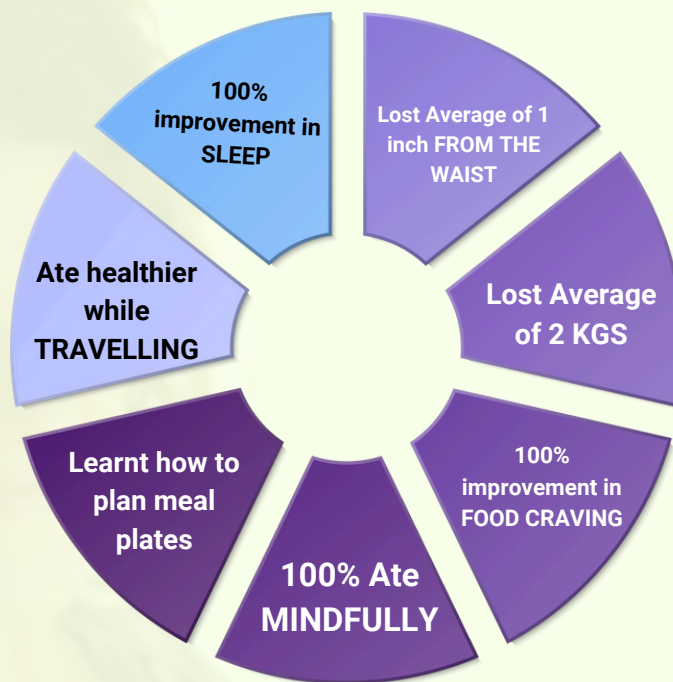 Lost Average of 1
inch FROM THE
WAIST
Lost Average
of 2 KGS
100%
improvement in
FOOD CRAVING
100% Ate
MINDFULLY
Learnt how to
plan meal
plates
Ate healthier
while
TRAVELLING
100%
improvement in
SLEEP